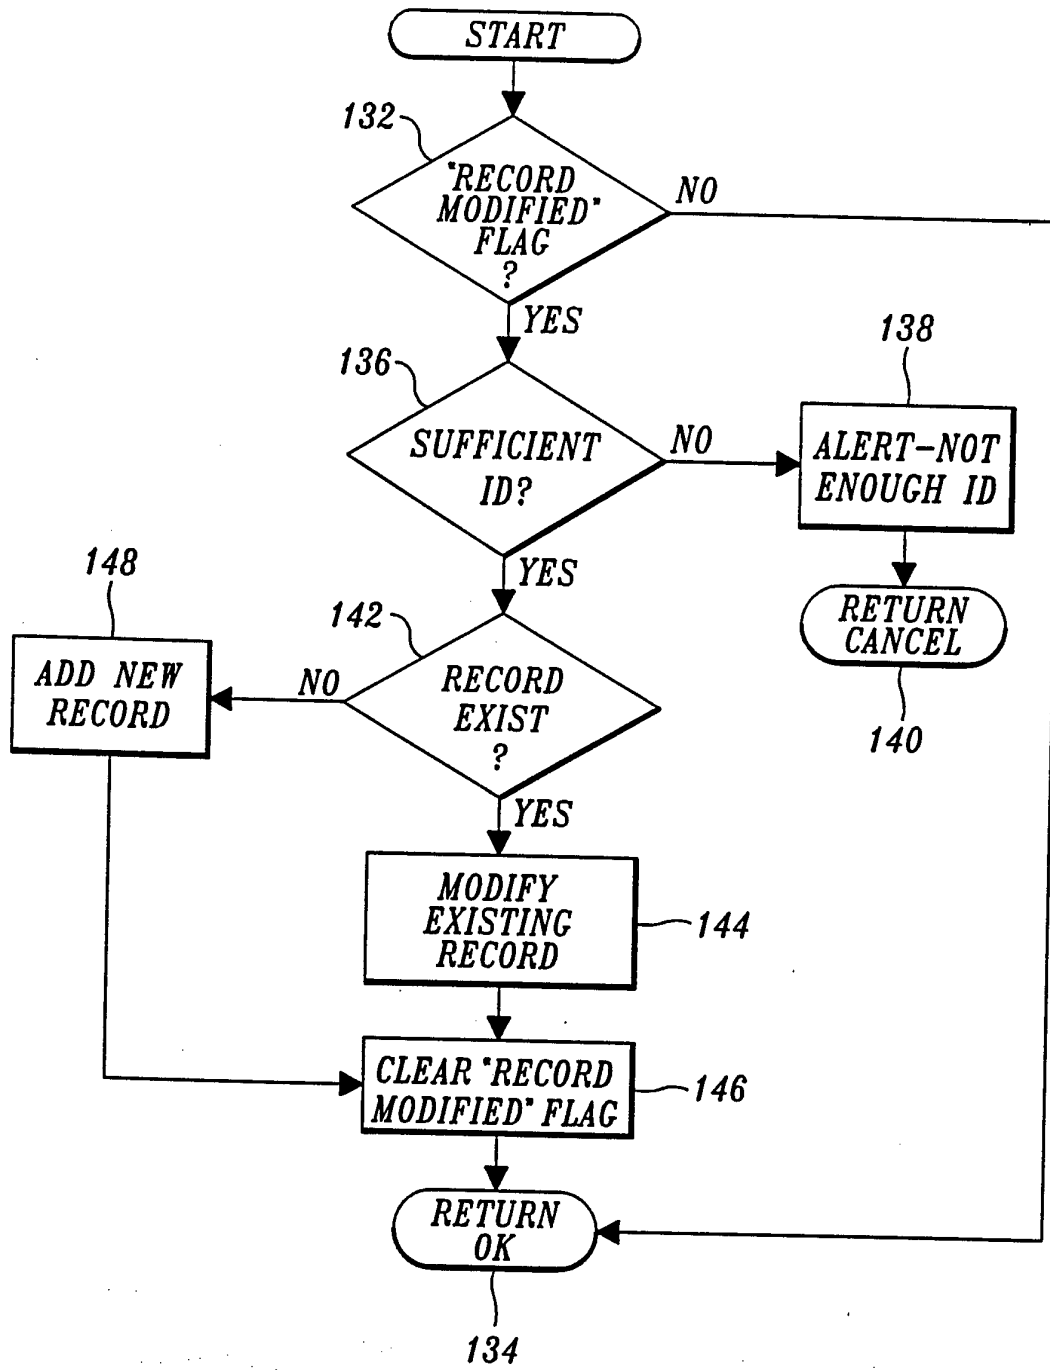 START
132
"RECORD
MODIFIED"
FLAG
?
NO
YES
136
SUFFICIENT
ID?
NO
138
ALERT-NOT
ENOUGH ID
RETURN
CANCEL
140
YES
142
RECORD
EXIST
?
NO
148
ADD NEW
RECORD
YES
MODIFY
EXISTING
RECORD
144
CLEAR "RECORD
MODIFIED" FLAG
146
RETURN
OK
134